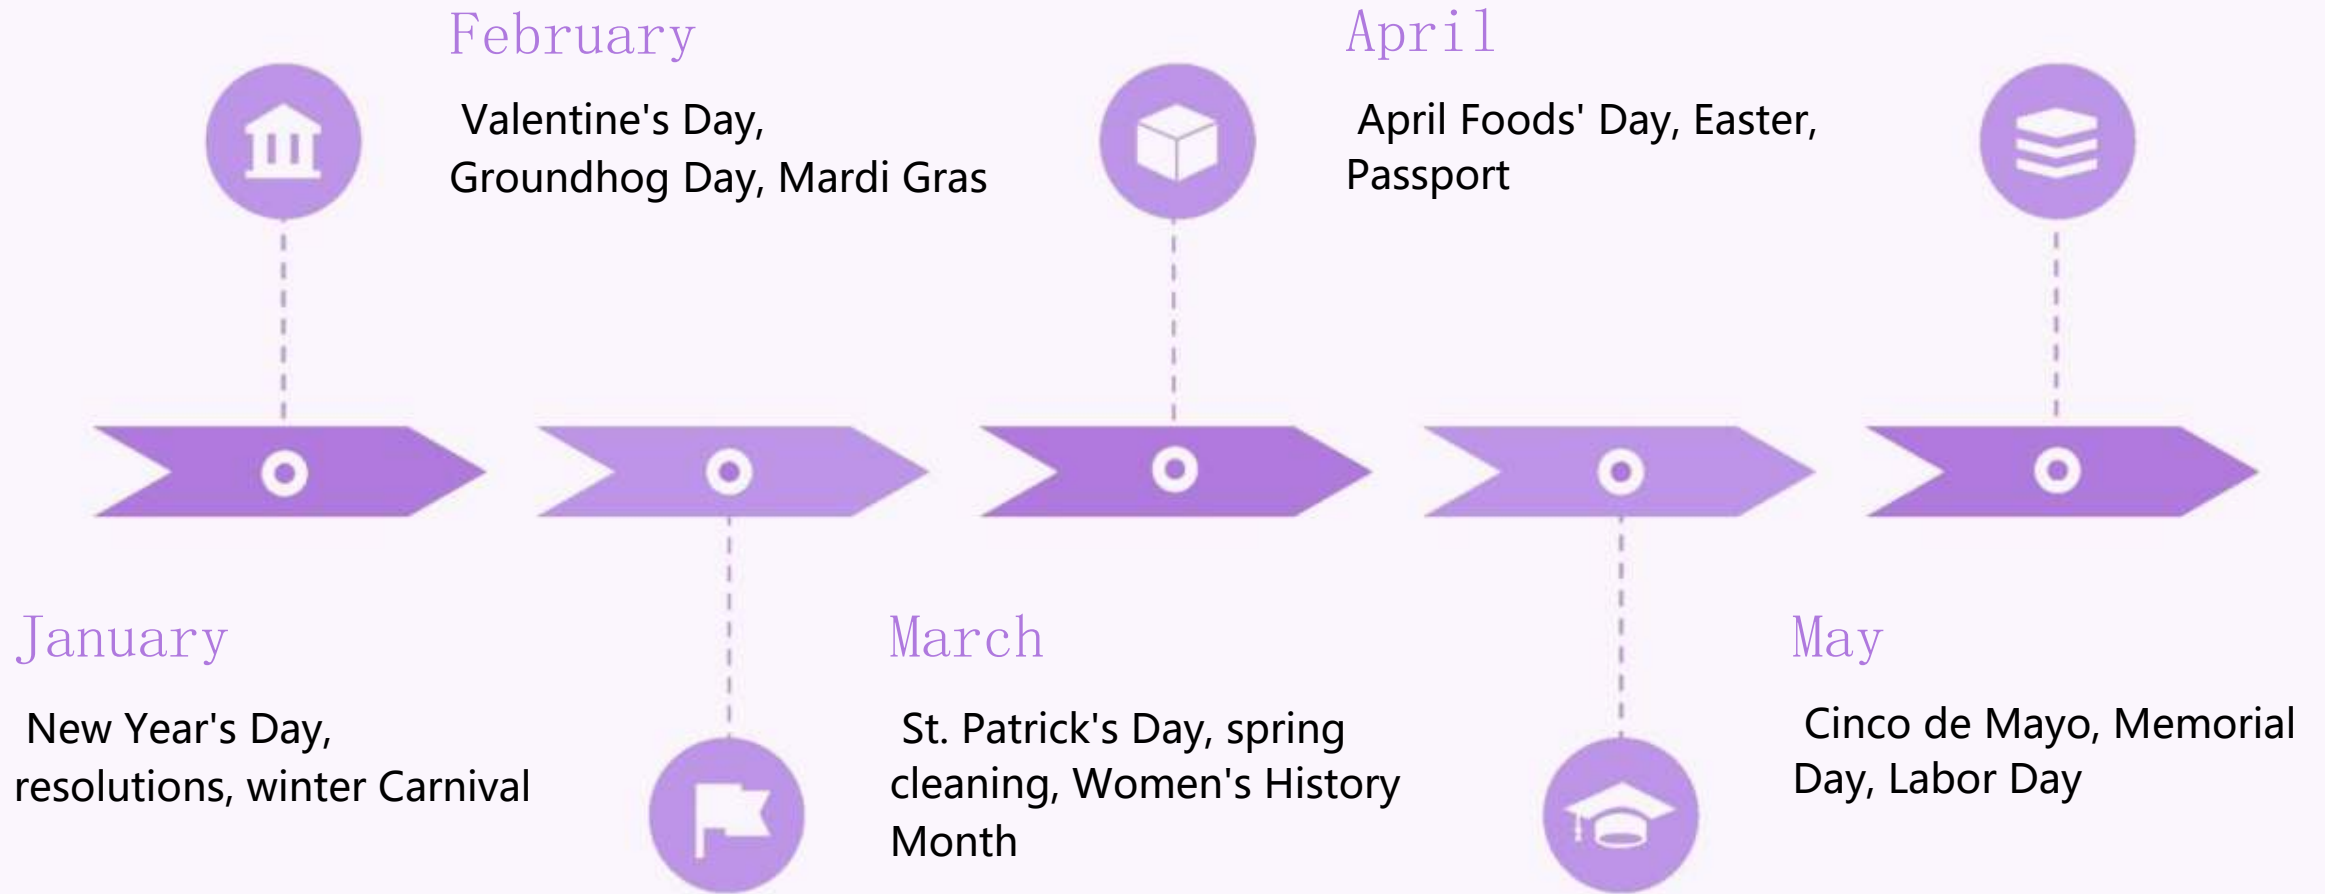 January
New Year's Day,
resolutions, winter Carnival
February
Valentine's Day,
Groundhog Day, Mardi Gras
March
St. Patrick's Day, spring
cleaning, Women's History
Month
April
April Foods' Day, Easter,
Passport
May
Cinco de Mayo, Memorial
Day, Labor Day